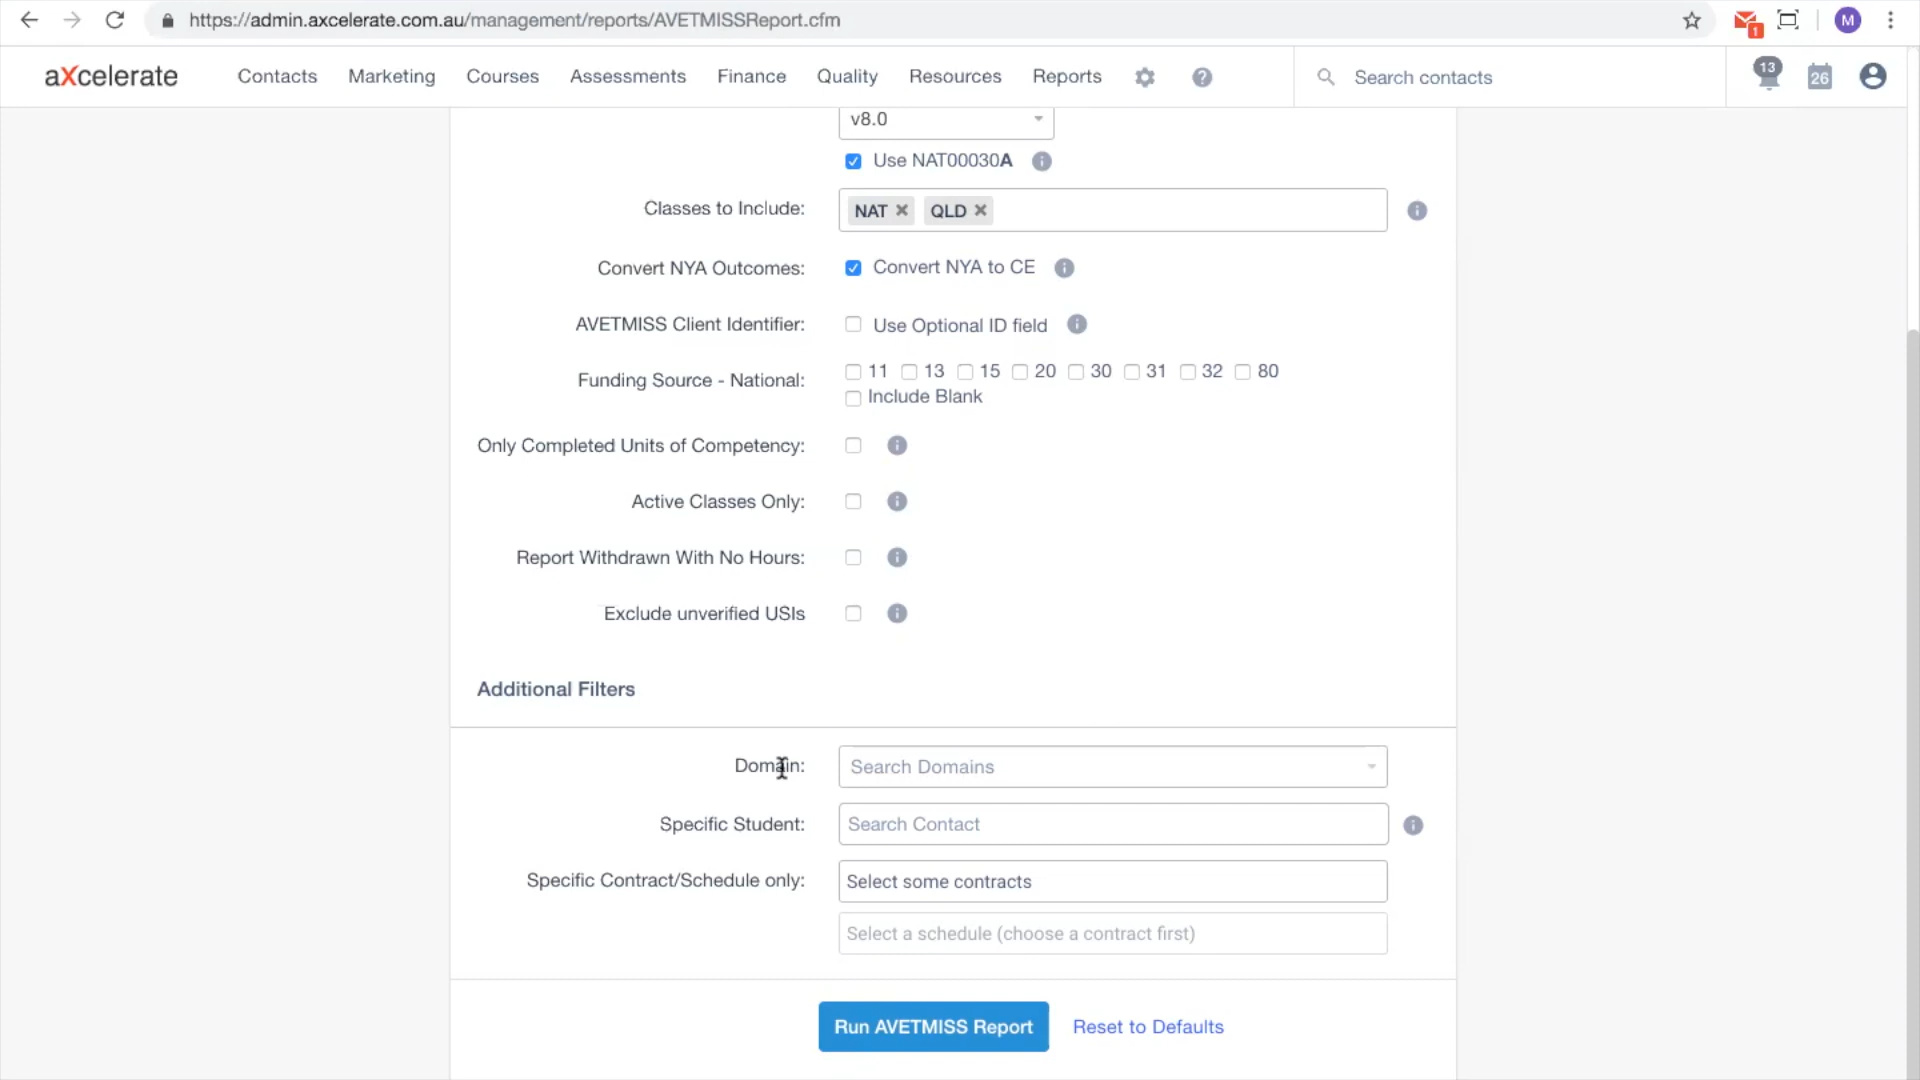 https://admin.axcelerate.com.au/management/reports/AVETMISSReport.cfm
1
M
aXcelerate Contacts Marketing Courses Assessments Finance Quality Resources Reports ? Search contacts 13 26
v8.0
Use NAT00030A
Classes to Include: NAT QLD
Convert NYA Outcomes: Convert NYA to CE
AVETMISS Client Identifier: Use Optional ID field
Funding Source - National: 11 13 15 20 30 31 32 80
Include Blank
Only Completed Units of Competency:
Active Classes Only:
Report Withdrawn With No Hours:
Exclude unverified USIs
Additional Filters
Domain: Search Domains
Specific Student: Search Contact
Specific Contract/Schedule only: Select some contracts
Select a schedule (choose a contract first)
Run AVETMISS Report Reset to Defaults